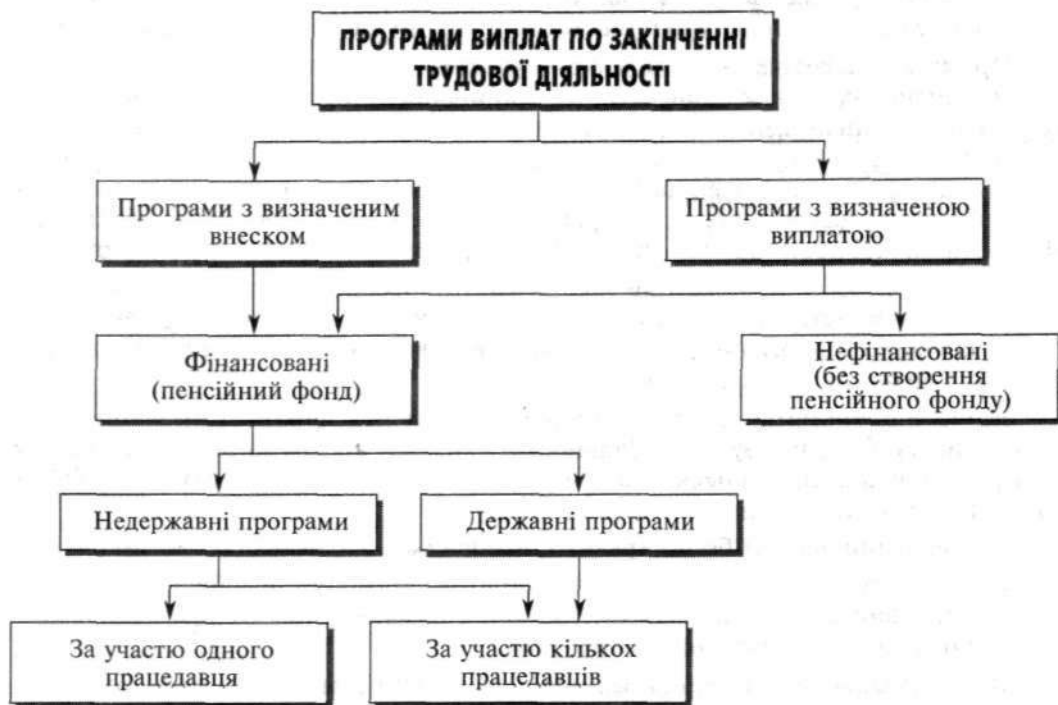 ПРОГРАМИ ВИПЛАТ ПО ЗАКІНЧЕННІ
ТРУДОВОЇ ДІЯЛЬНОСТІ
Програми з визначеним
внеском
Програми з визначеною
виплатою
Фінансовані
(пенсійний фонд)
Нефінансовані
(без створення
пенсійного фонду)
Недержавні програми
Державні програми
За участю одного
працедавця
За участю кількох
працедавців